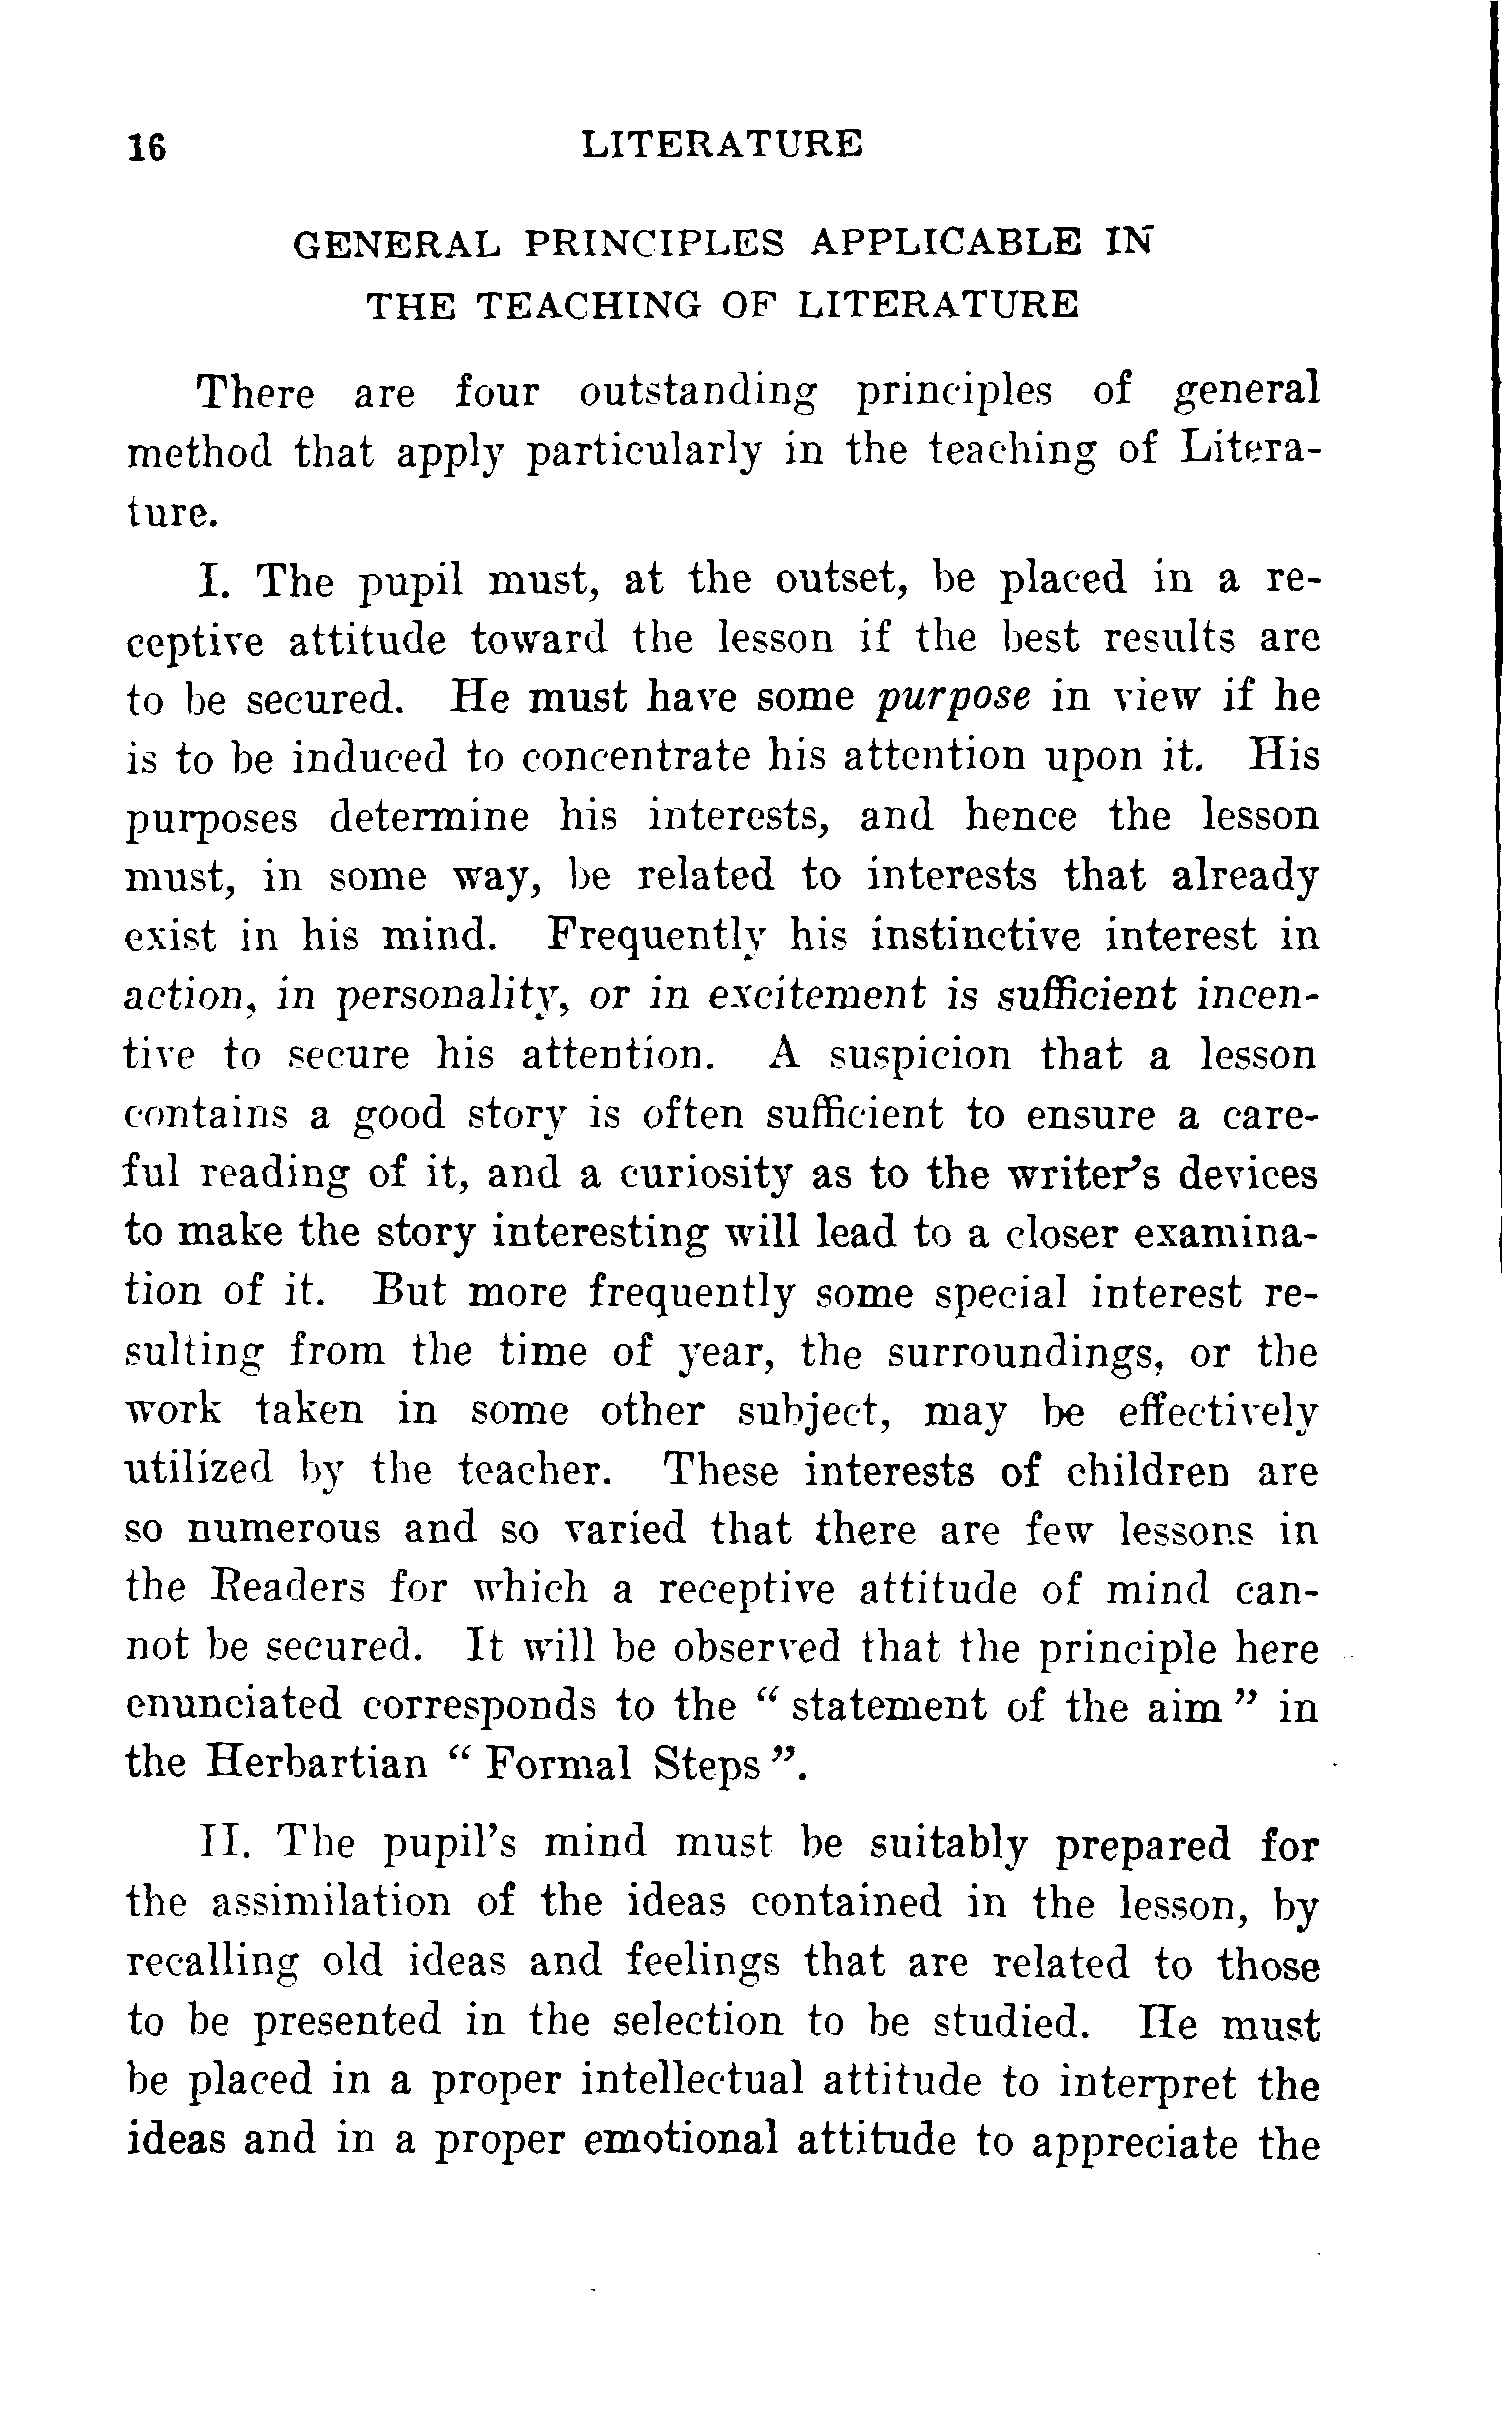 16 LITERATURE
GENERAL PRINCIPLES APPLICABLE IN
THE TEACHING OF LITERATURE
There are four outstanding principles of general
method that apply particularly in the teaching of Litera-
ture.
I. The pupil must, at the outset, be placed in a re-
ceptive attitude toward the lesson if the best results are
to be secured. He must have some purpose in view if he
is to be induced to concentrate his attention upon it. His
purposes determine his interests, and hence the lesson
must, in some way, be related to interests that already
exist in his mind. Frequently his instinctive interest in
action, in personality, or in excitement is sufficient incen-
tive to secure his attention. A suspicion that a lesson
contains a good story is often sufficient to ensure a care-
ful reading of it, and a curiosity as to the writer's devices
to make the story interesting will lead to a closer examina-
tion of it. But more frequently some special interest re-
sulting from the time of year, the surroundings, or the
work taken in some other subject, may be effectively
utilized by the teacher. These interests of children are
so numerous and so varied that there are few lessons in
the Readers for which a receptive attitude of mind can-
not be secured. It will be observed that the principle here
enunciated corresponds to the " statement of the aim " in
the Herbartian " Formal Steps ".
II. The pupil's mind must be suitably prepared for
the assimilation of the ideas contained in the lesson, by
recalling old ideas and feelings that are related to those
to be presented in the selection to be studied. He must
be placed in a proper intellectual attitude to interpret the
ideas and in a proper emotional attitude to appreciate the